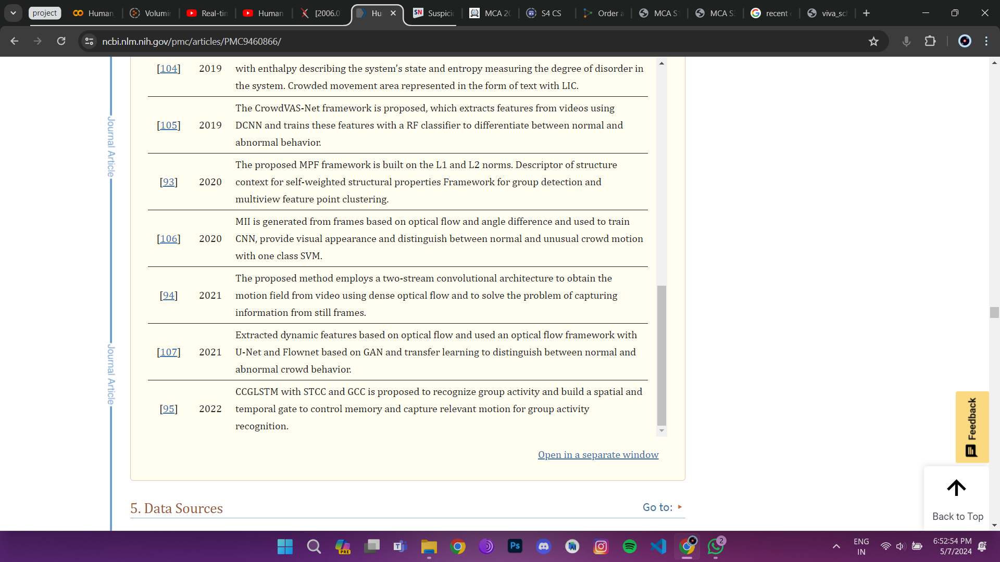 project
Human
Volumin
Real-tim
Human
[2006.0
Hu
SN
Suspici
MCA 20
S4 CS
Order a
MCA S
MCA S
recent
viva_scl
ncbi.nlm.nih.gov/pmc/articles/PMC9460866/
[104] 2019 with enthalpy describing the system’s state and entropy measuring the degree of disorder in
the system. Crowded movement area represented in the form of text with LIC.
The CrowdVAS-Net framework is proposed, which extracts features from videos using
[105] 2019 DCNN and trains these features with a RF classifier to differentiate between normal and
abnormal behavior.
The proposed MPF framework is built on the L1 and L2 norms. Descriptor of structure
[93] 2020 context for self-weighted structural properties Framework for group detection and
multiview feature point clustering.
MII is generated from frames based on optical flow and angle difference and used to train
[106] 2020 CNN, provide visual appearance and distinguish between normal and unusual crowd motion
with one class SVM.
The proposed method employs a two-stream convolutional architecture to obtain the
[94] 2021 motion field from video using dense optical flow and to solve the problem of capturing
information from still frames.
Extracted dynamic features based on optical flow and used an optical flow framework with
[107] 2021 U-Net and Flownet based on GAN and transfer learning to distinguish between normal and
abnormal crowd behavior.
CCGLSTM with STCC and GCC is proposed to recognize group activity and build a spatial and
[95] 2022 temporal gate to control memory and capture relevant motion for group activity
recognition.
Open in a separate window
5. Data Sources
Go to:
Journal Article
Journal Article
Feedback
Back to Top
PRE
Ps
2
ENG
IN
6:52:54 PM
5/7/2024